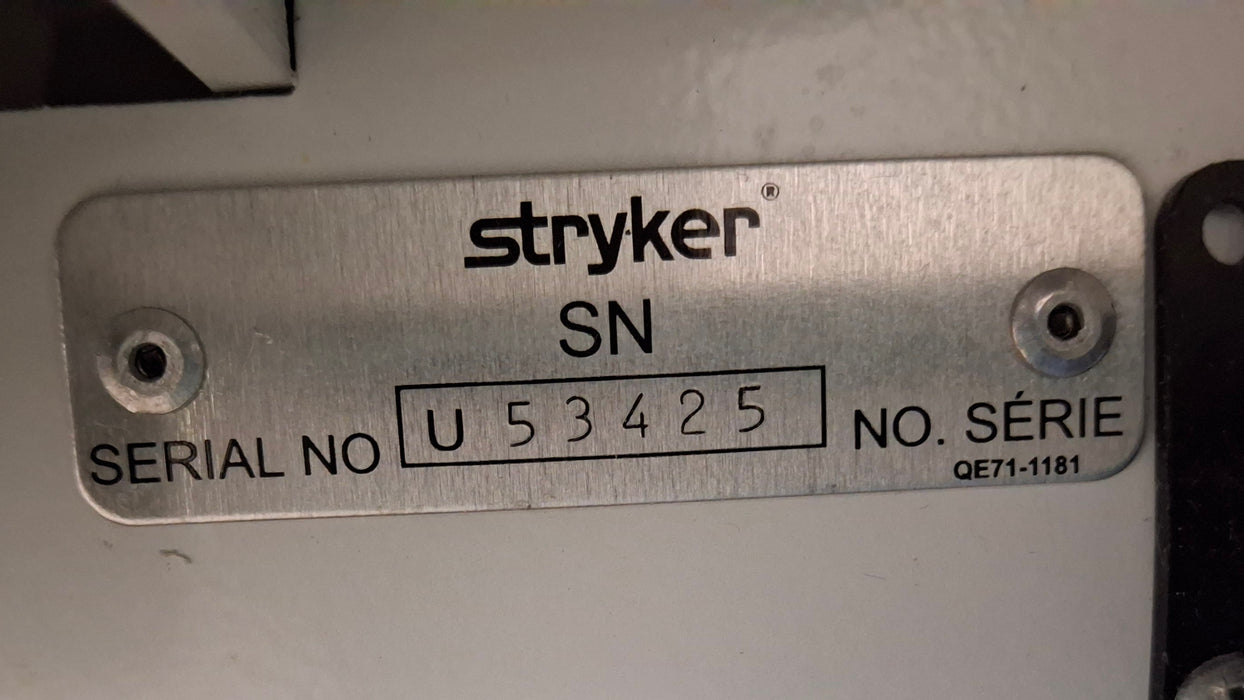 stryker®
SN
SERIAL NO U 53425 NO. SÉRIE
QE71-1181